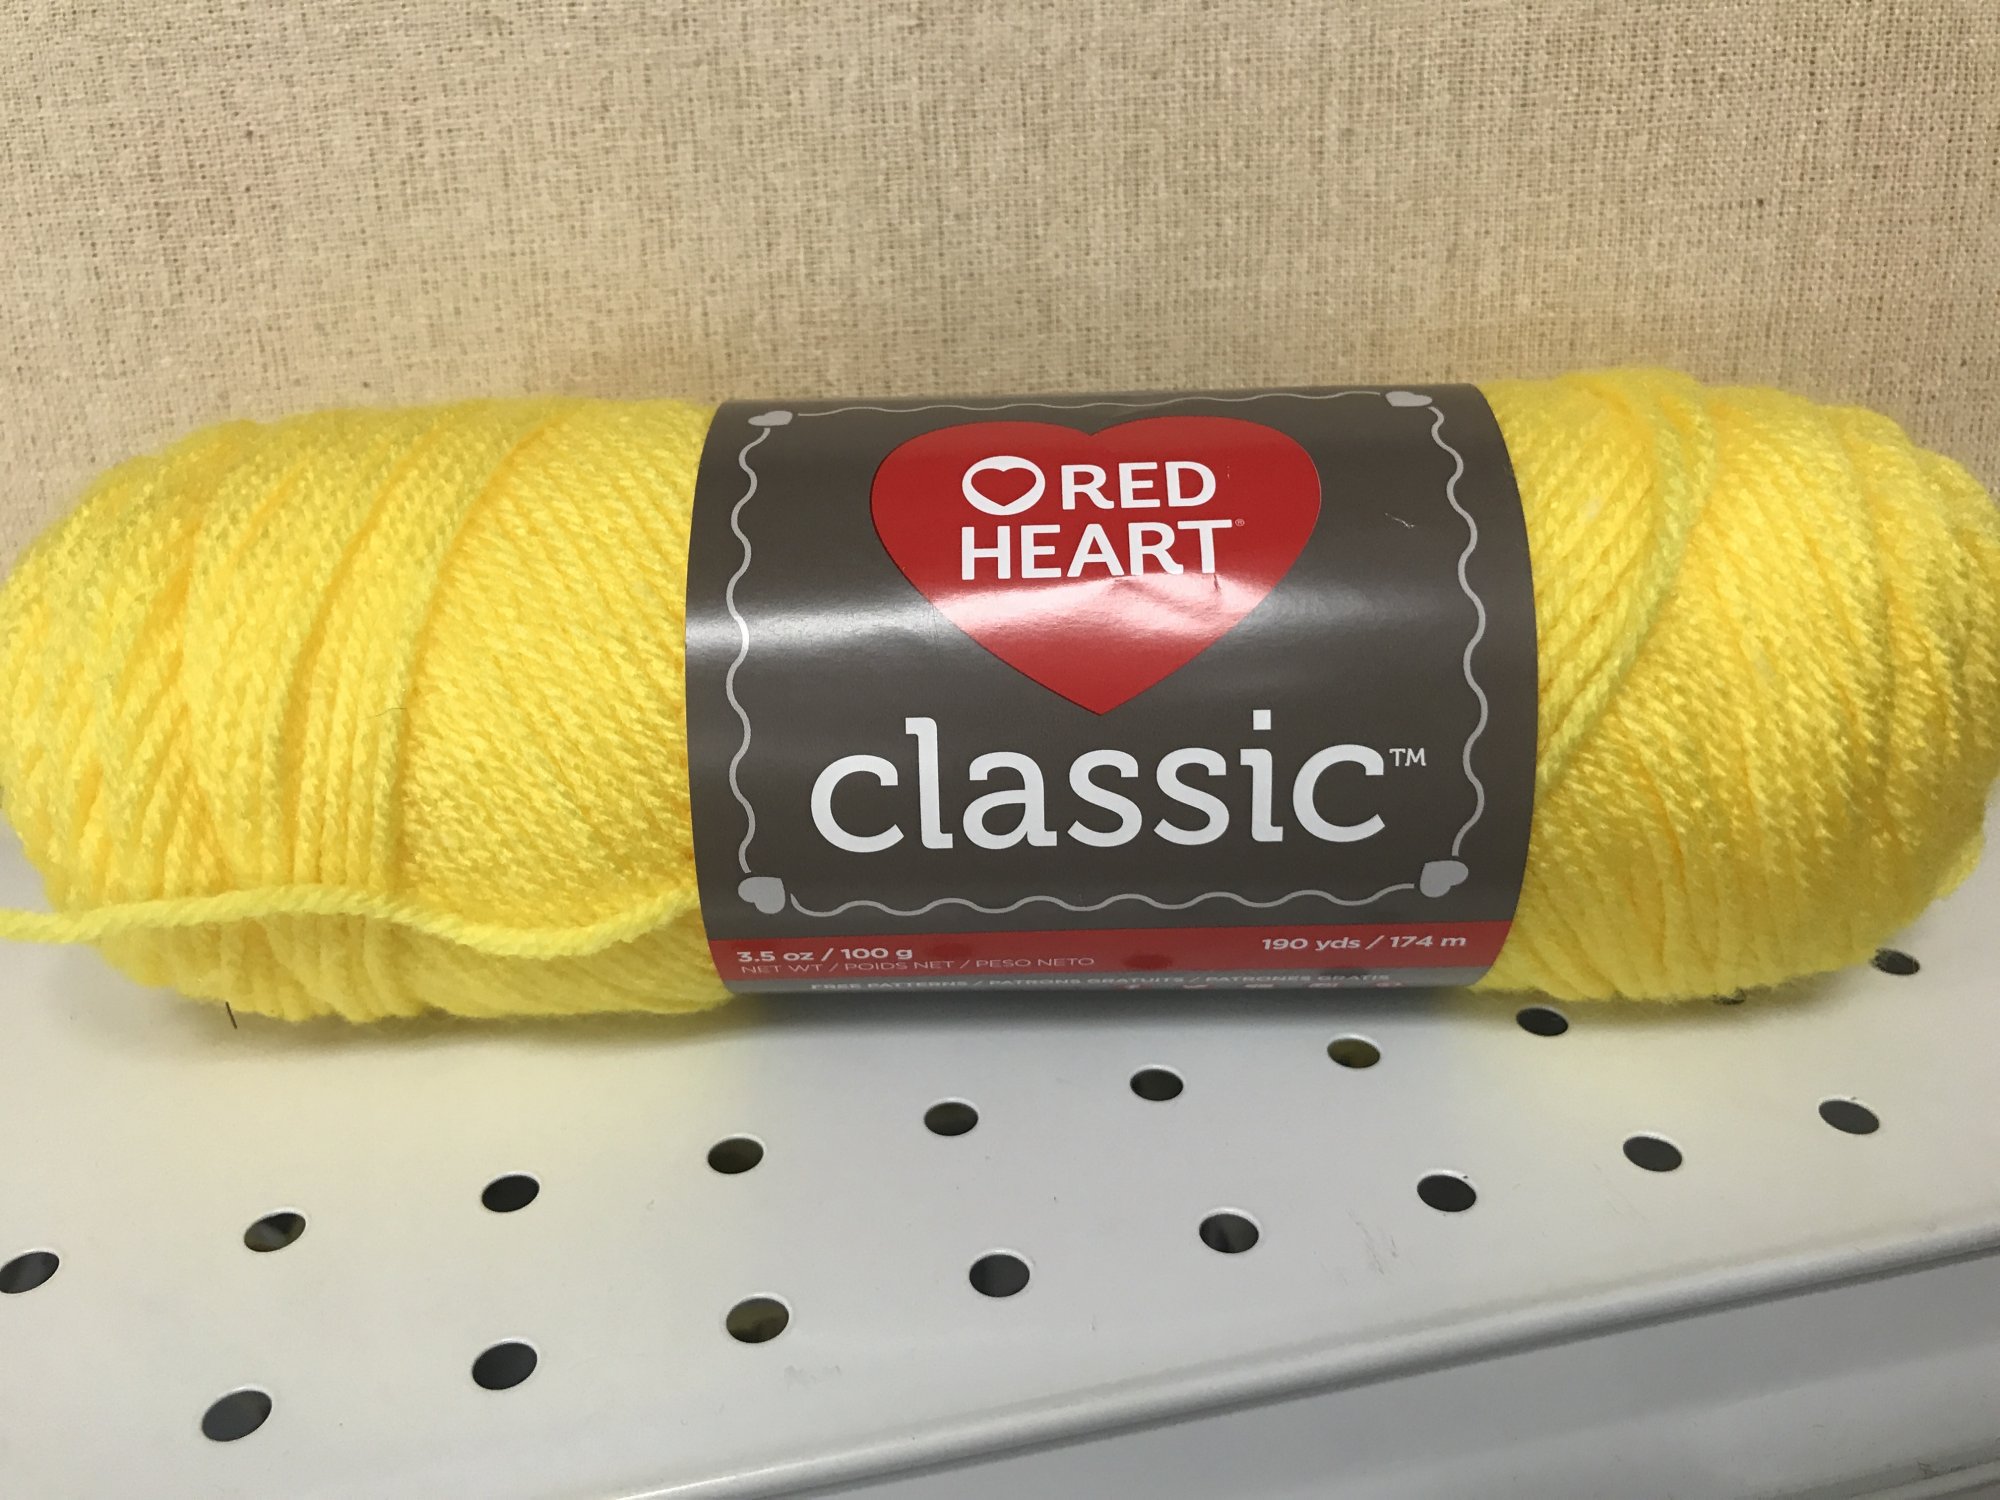 RED
HEART®
classic™
3.5 oz / 100 g
190 yds / 174 m
NET WT / POIDS NET / PESO NETO
FREE PATTERNS / PATRONS GRATUITS / PATRONES GRATIS